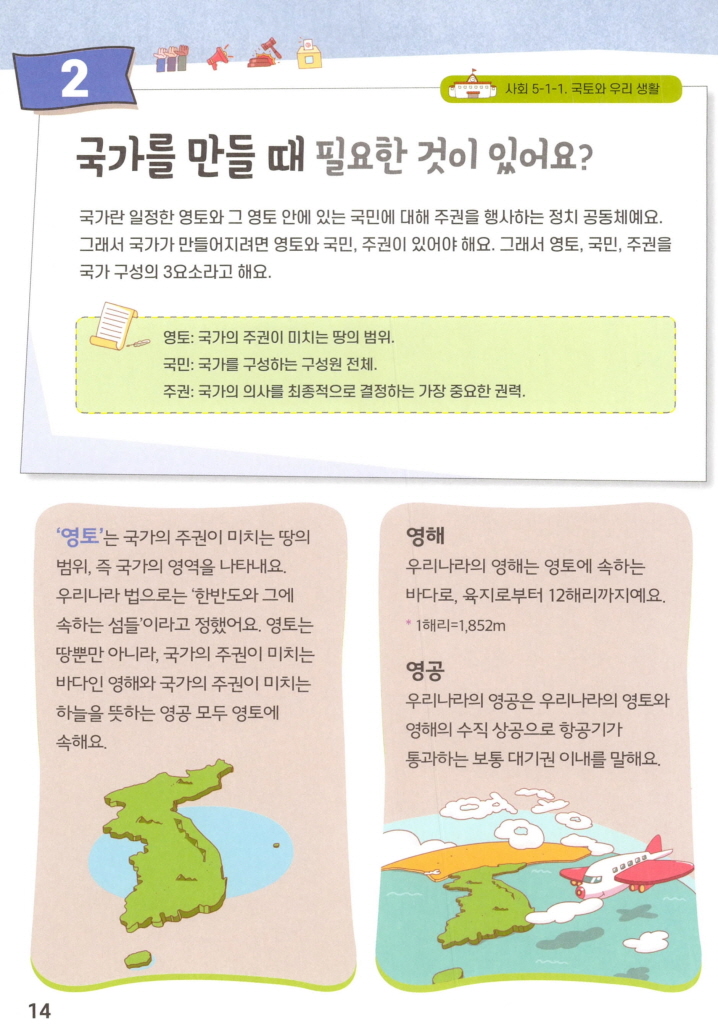 2
사회 5-1-1. 국토와 우리 생활
국가를 만들 때 필요한 것이 있어요?
국가란 일정한 영토와 그 영토 안에 있는 국민에 대해 주권을 행사하는 정치 공동체예요.
그래서 국가가 만들어지려면 영토와 국민, 주권이 있어야 해요. 그래서 영토, 국민, 주권을
국가 구성의 3요소라고 해요.
영토: 국가의 주권이 미치는 땅의 범위.
국민: 국가를 구성하는 구성원 전체.
주권: 국가의 의사를 최종적으로 결정하는 가장 중요한 권력.
‘영토’는 국가의 주권이 미치는 땅의
범위, 즉 국가의 영역을 나타내요.
우리나라 법으로는 ‘한반도와 그에
속하는 섬들’이라고 정했어요. 영토는
땅뿐만 아니라, 국가의 주권이 미치는
바다인 영해와 국가의 주권이 미치는
하늘을 뜻하는 영공 모두 영토에
속해요.
영해
우리나라의 영해는 영토에 속하는
바다로, 육지로부터 12해리까지예요.
* 1해리=1,852m
영공
우리나라의 영공은 우리나라의 영토와
영해의 수직 상공으로 항공기가
통과하는 보통 대기권 이내를 말해요.
14